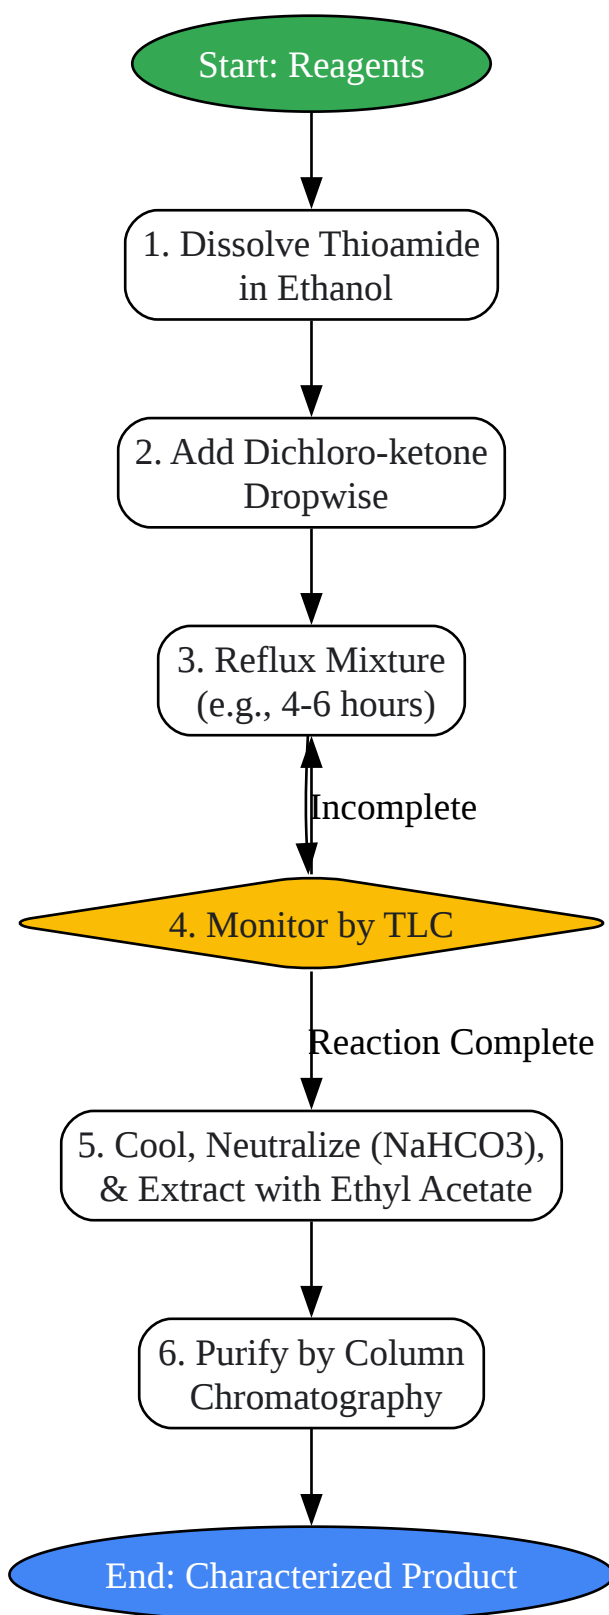 Start: Reagents
1. Dissolve Thioamide
in Ethanol
2. Add Dichloro-ketone
Dropwise
3. Reflux Mixture
(e.g., 4-6 hours)
Incomplete
4. Monitor by TLC
Reaction Complete
5. Cool, Neutralize (NaHCO3),
& Extract with Ethyl Acetate
6. Purify by Column
Chromatography
End: Characterized Product